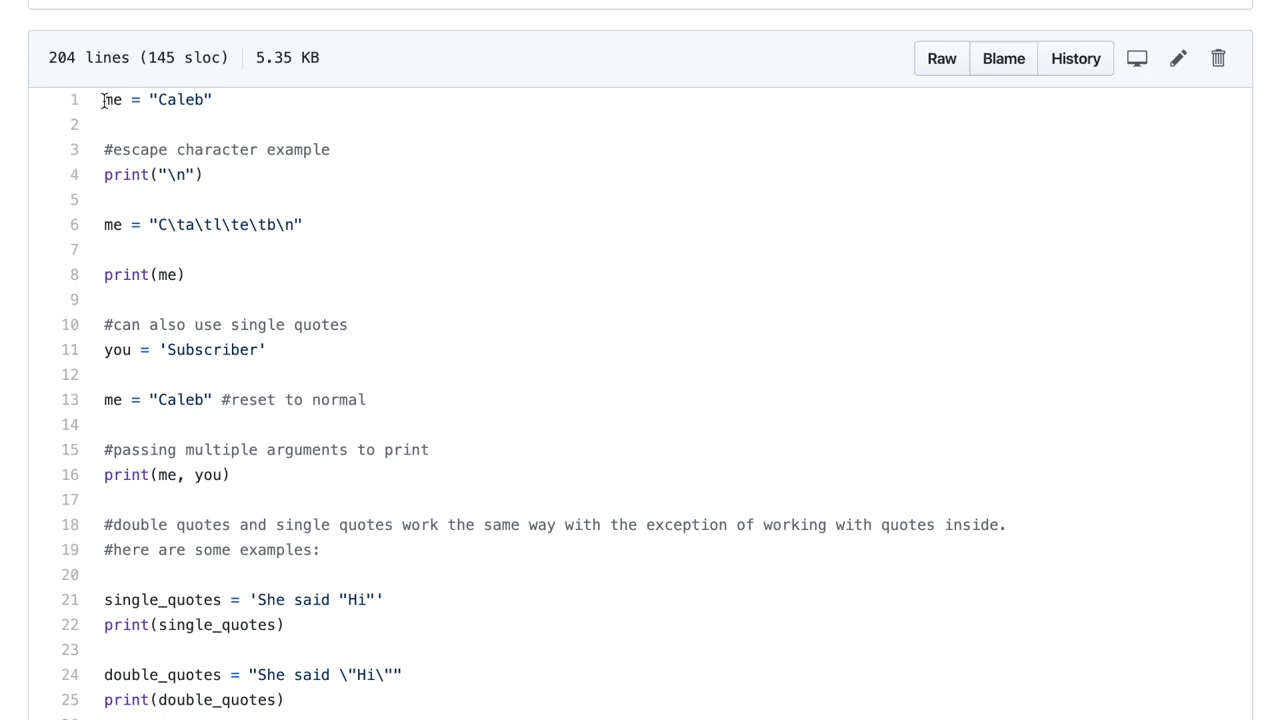 204 lines (145 sloc) 5.35 KB Raw Blame History
1 me = "Caleb"
2
3 #escape character example
4 print("\n")
5
6 me = "C\ta\tl\te\tb\n"
7
8 print(me)
9
10 #can also use single quotes
11 you = 'Subscriber'
12
13 me = "Caleb" #reset to normal
14
15 #passing multiple arguments to print
16 print(me, you)
17
18 #double quotes and single quotes work the same way with the exception of working with quotes inside.
19 #here are some examples:
20
21 single_quotes = 'She said "Hi"'
22 print(single_quotes)
23
24 double_quotes = "She said \"Hi\""
25 print(double_quotes)